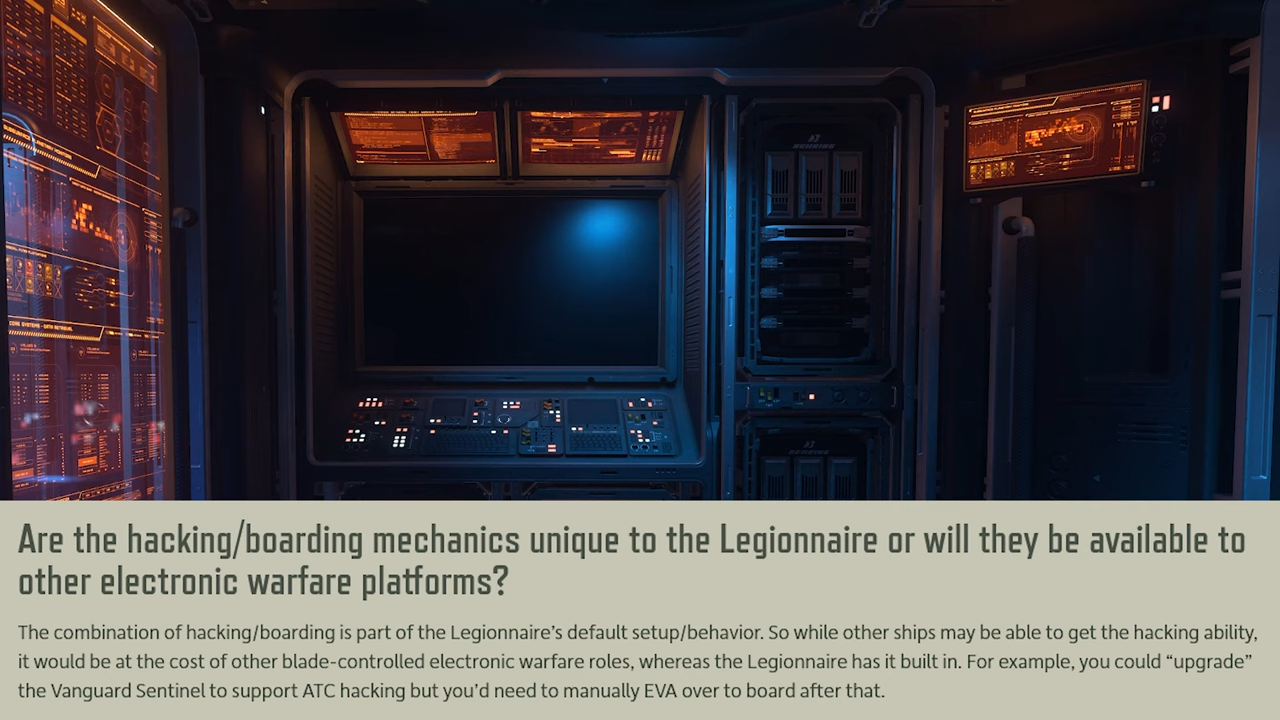 Are the hacking/boarding mechanics unique to the Legionnaire or will they be available to
other electronic warfare platforms?
The combination of hacking/boarding is part of the Legionnaire’s default setup/behavior. So while other ships may be able to get the hacking ability,
it would be at the cost of other blade-controlled electronic warfare roles, whereas the Legionnaire has it built in. For example, you could “upgrade”
the Vanguard Sentinel to support ATC hacking but you’d need to manually EVA over to board after that.